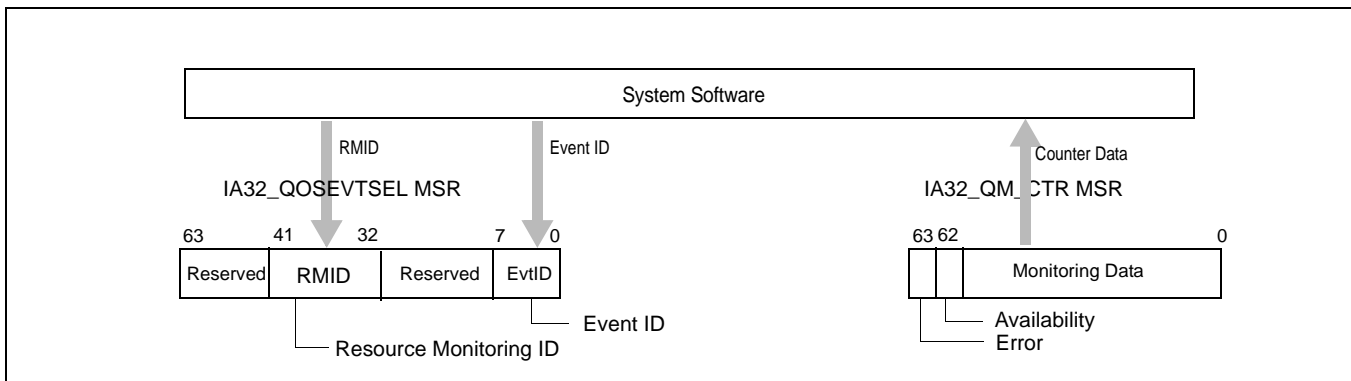 System Software
RMID
Event ID
Counter Data
IA32_QOSEVTSEL MSR
IA32_QM_CTR MSR
63 41 32 7 0
63 62 0
Reserved RMID Reserved EvtID
Monitoring Data
Event ID
Resource Monitoring ID
Availability
Error